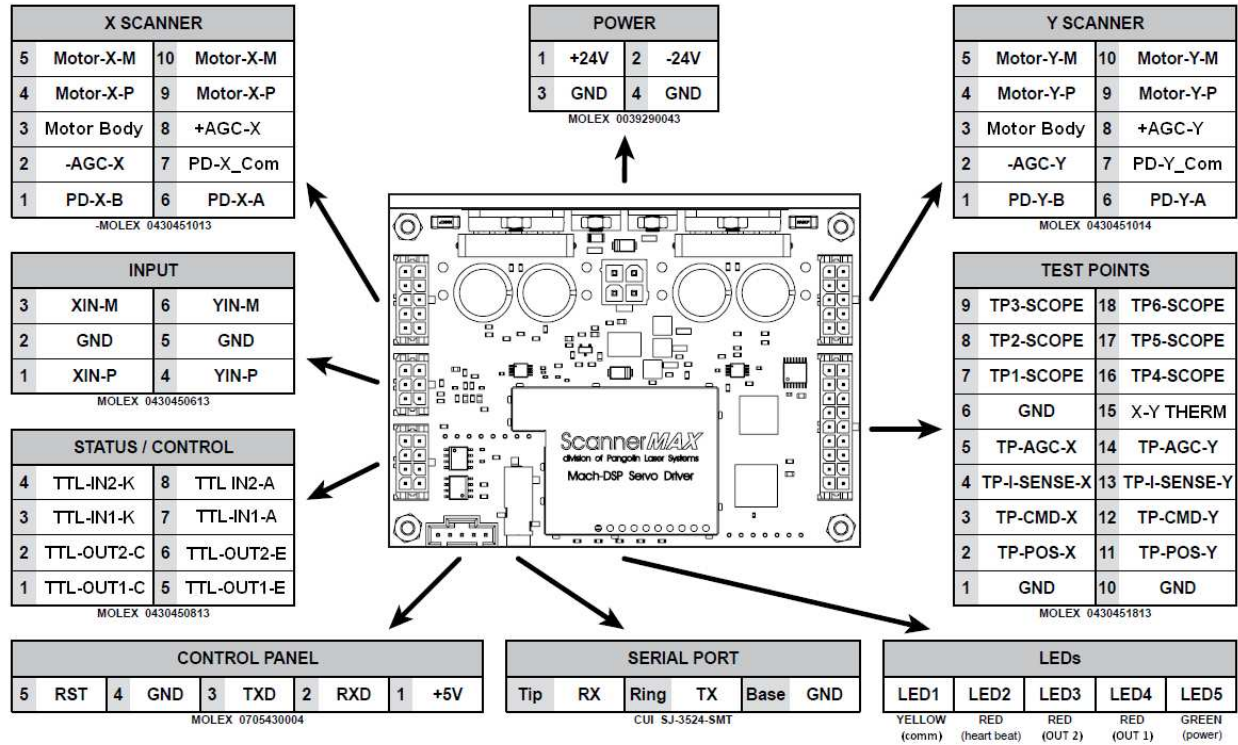 X SCANNER
5 Motor-X-M 10 Motor-X-M
4 Motor-X-P 9 Motor-X-P
3 Motor Body 8 +AGC-X
2 -AGC-X 7 PD-X_Com
1 PD-X-B 6 PD-X-A
-MOLEX 0430451013
POWER
1 +24V 2 -24V
3 GND 4 GND
MOLEX 0039290043
Y SCANNER
5 Motor-Y-M 10 Motor-Y-M
4 Motor-Y-P 9 Motor-Y-P
3 Motor Body 8 +AGC-Y
2 -AGC-Y 7 PD-Y_Com
1 PD-Y-B 6 PD-Y-A
MOLEX 0430451014
INPUT
3 XIN-M 6 YIN-M
2 GND 5 GND
1 XIN-P 4 YIN-P
MOLEX 0430450613
STATUS / CONTROL
4 TTL-IN2-K 8 TTL IN2-A
3 TTL-IN1-K 7 TTL-IN1-A
2 TTL-OUT2-C 6 TTL-OUT2-E
1 TTL-OUT1-C 5 TTL-OUT1-E
MOLEX 0430450813
ScannerMAX
division of Pangolin Laser Systems
Mach-DSP Servo Driver
TEST POINTS
9 TP3-SCOPE 18 TP6-SCOPE
8 TP2-SCOPE 17 TP5-SCOPE
7 TP1-SCOPE 16 TP4-SCOPE
6 GND 15 X-Y THERM
5 TP-AGC-X 14 TP-AGC-Y
4 TP-I-SENSE-X 13 TP-I-SENSE-Y
3 TP-CMD-X 12 TP-CMD-Y
2 TP-POS-X 11 TP-POS-Y
1 GND 10 GND
MOLEX 0430451813
CONTROL PANEL
5 RST 4 GND 3 TXD 2 RXD 1 +5V
MOLEX 0705430004
SERIAL PORT
Tip RX Ring TX Base GND
CUI SJ-3524-SMT
LEDs
LED1 LED2 LED3 LED4 LED5
YELLOW RED RED RED GREEN
(comm) (heart beat) (OUT 2) (OUT 1) (power)